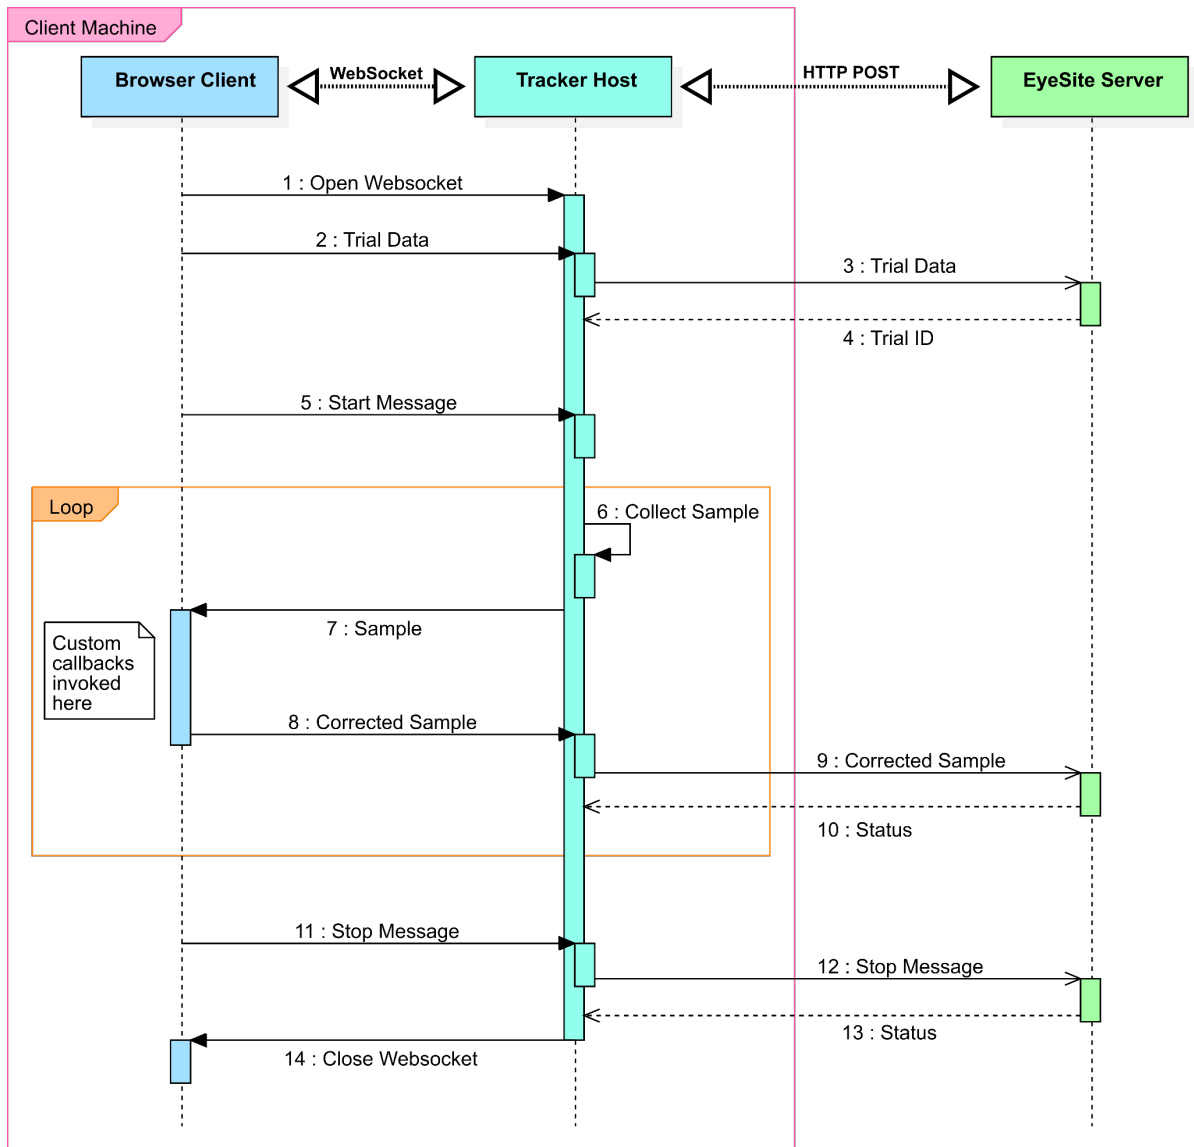 Client Machine
Browser Client
WebSocket
Tracker Host
HTTP POST
EyeSite Server
1 : Open Websocket
2 : Trial Data
3 : Trial Data
4 : Trial ID
5 : Start Message
Loop
6 : Collect Sample
7 : Sample
Custom
callbacks
invoked
here
8 : Corrected Sample
9 : Corrected Sample
10 : Status
11 : Stop Message
12 : Stop Message
13 : Status
14 : Close Websocket